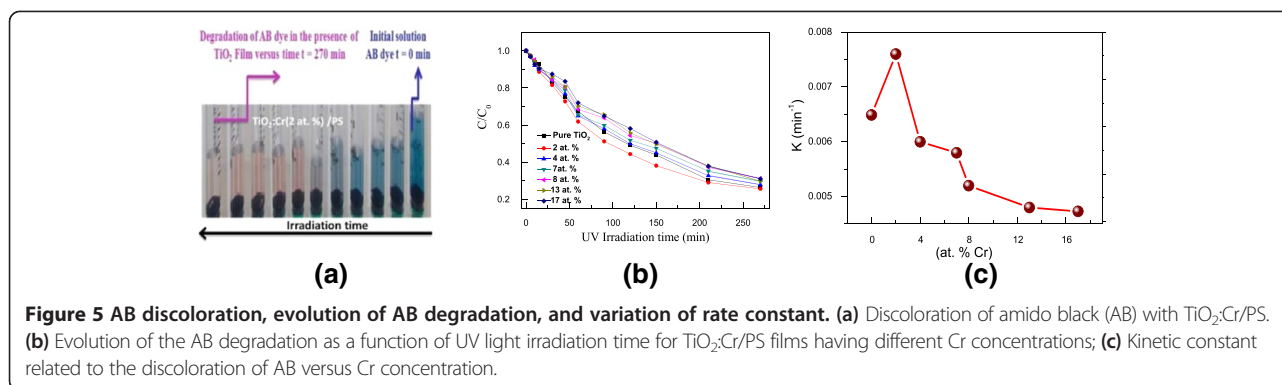 Degradation of AB dye in the presence of
TiO₂ Film versus time t = 270 min
Initial solution
AB dye t = 0 min
TiO₂:Cr(2 at. %) /PS
Irradiation time
(a)
C/C₀
1.0
0.8
0.6
0.4
0.2
Pure TiO₂
2 at. %
4 at. %
7at. %
8 at. %
13 at. %
17 at. %
0 50 100 150 200 250
UV Irradiation time (min)
(b)
K (min⁻¹)
0.008
0.007
0.006
0.005
0 4 8 12 16
(at. % Cr)
(c)
Figure 5 AB discoloration, evolution of AB degradation, and variation of rate constant. (a) Discoloration of amido black (AB) with TiO₂:Cr/PS.
(b) Evolution of the AB degradation as a function of UV light irradiation time for TiO₂:Cr/PS films having different Cr concentrations; (c) Kinetic constant
related to the discoloration of AB versus Cr concentration.